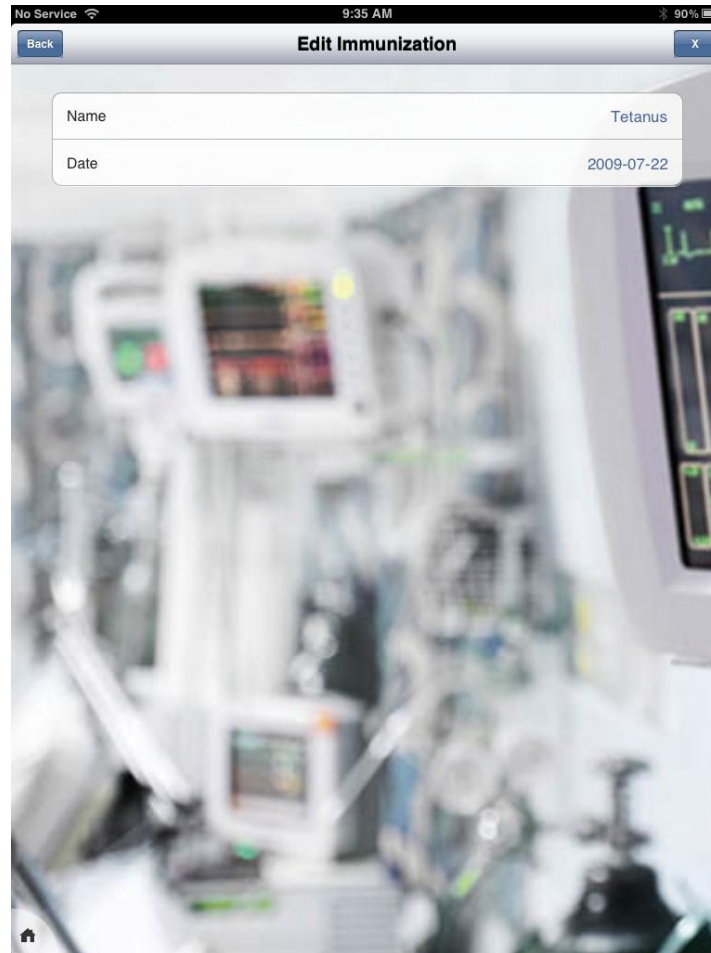 No Service 9:35 AM 90%
Back Edit Immunization X
Name Tetanus
Date 2009-07-22